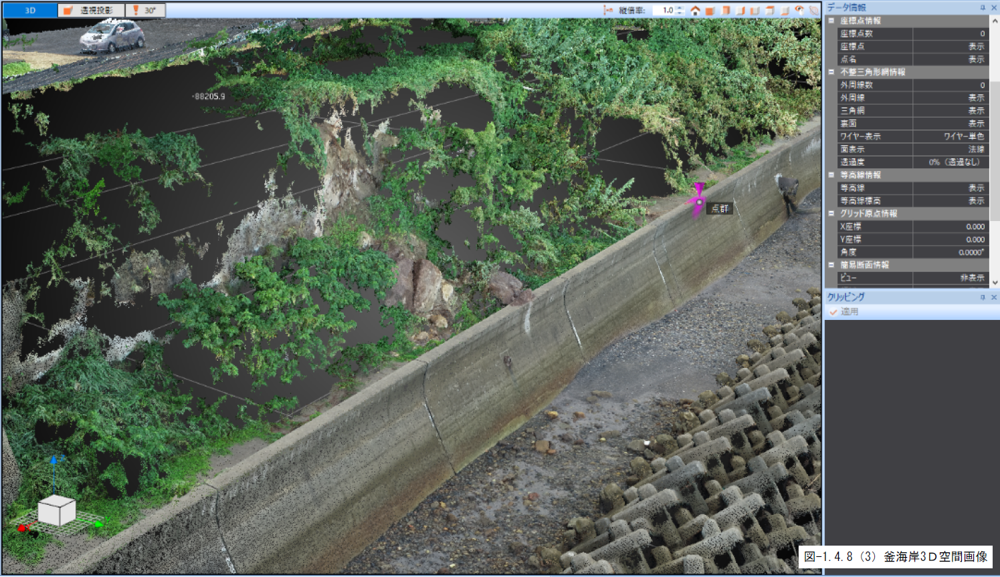 3D 透視投影 30° 縦倍率: 1.0
-88205.9
点群
Z
Y
データ情報
座標点情報
座標点数 0
座標点 表示
点名 表示
不整三角形網情報
外周線数 0
外周線 表示
三角網 表示
裏面 表示
ワイヤー表示 ワイヤー単色
面表示 法線
透過度 0% (透過なし)
等高線情報
等高線 表示
等高線標高 表示
グリッド原点情報
X座標 0.000
Y座標 0.000
角度 0.0000°
簡易断面情報
ビュー 非表示
クリッピング
適用
図-1.4.8（3）釜海岸3D空間画像